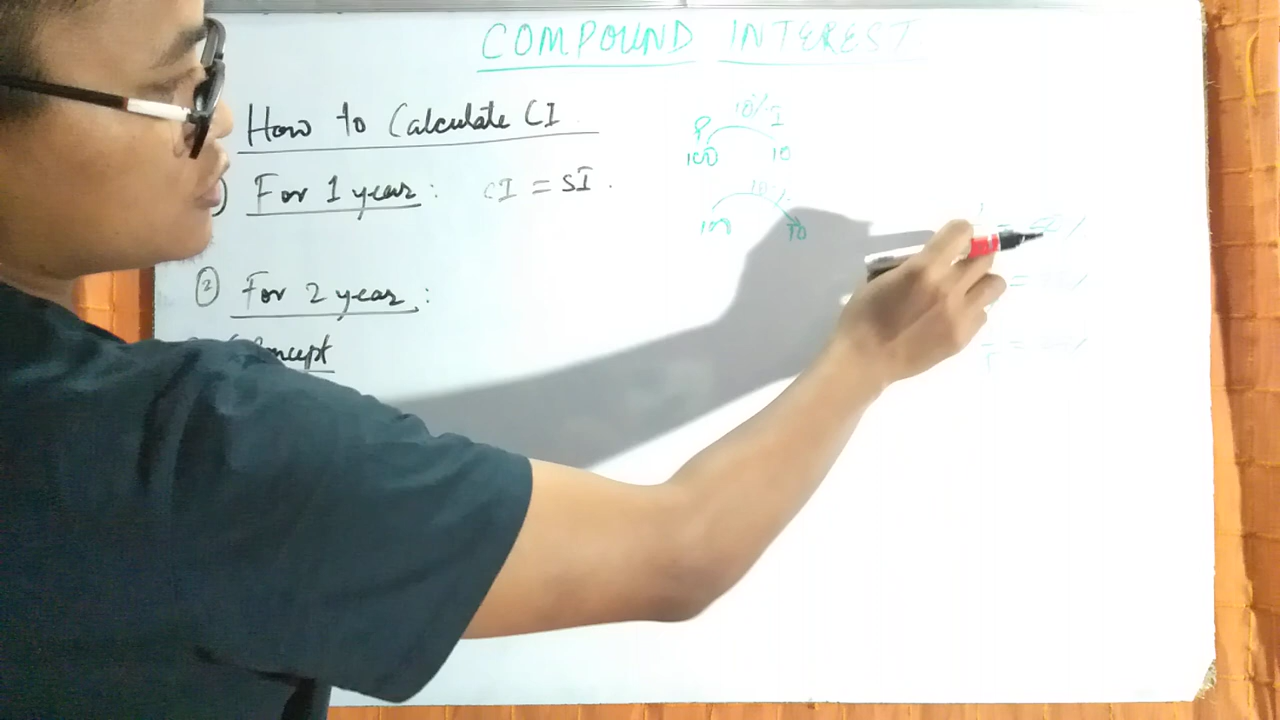 COMPOUND INTEREST
How to Calculate CI
For 1 year: CI = SI.
② For 2 year:
Concept
10% I
P
100 10
10%
100 10